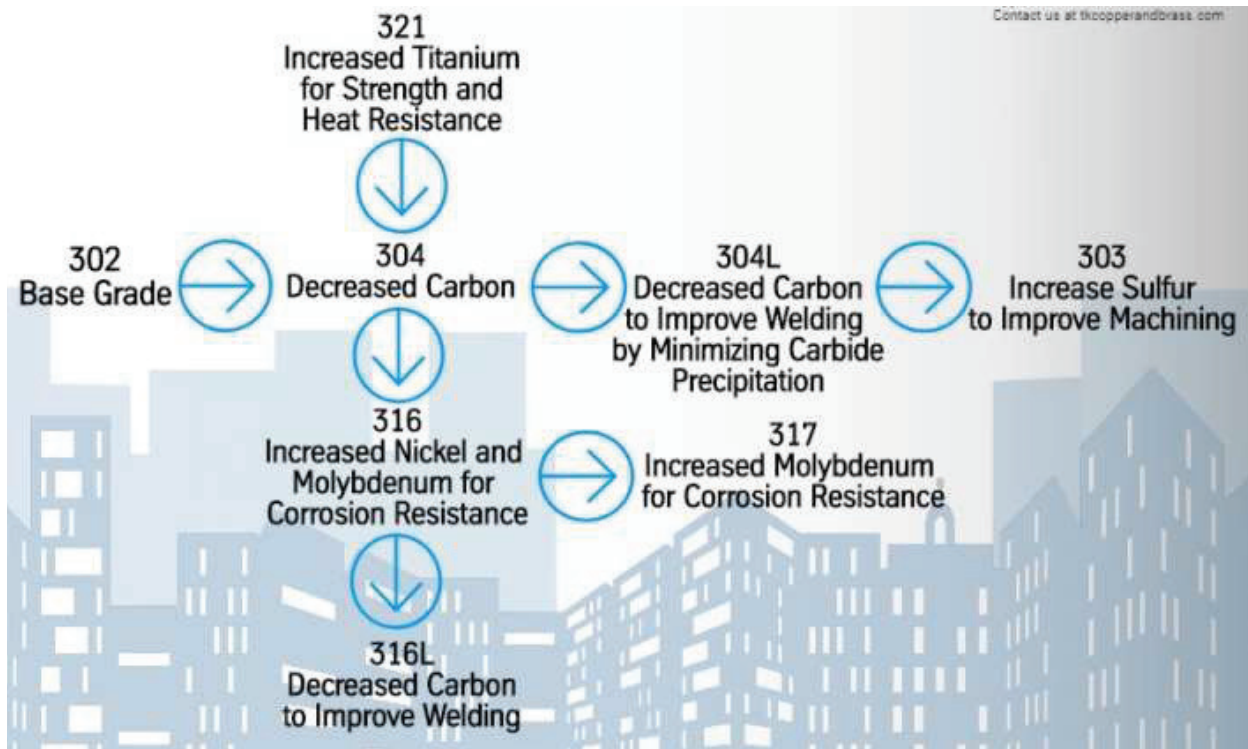 Contact us at tkcopperandbrass.com
321
Increased Titanium
for Strength and
Heat Resistance
302
Base Grade
304
Decreased Carbon
304L
Decreased Carbon
to Improve Welding
by Minimizing Carbide
Precipitation
303
Increase Sulfur
to Improve Machining
316
Increased Nickel and
Molybdenum for
Corrosion Resistance
317
Increased Molybdenum
for Corrosion Resistance
316L
Decreased Carbon
to Improve Welding